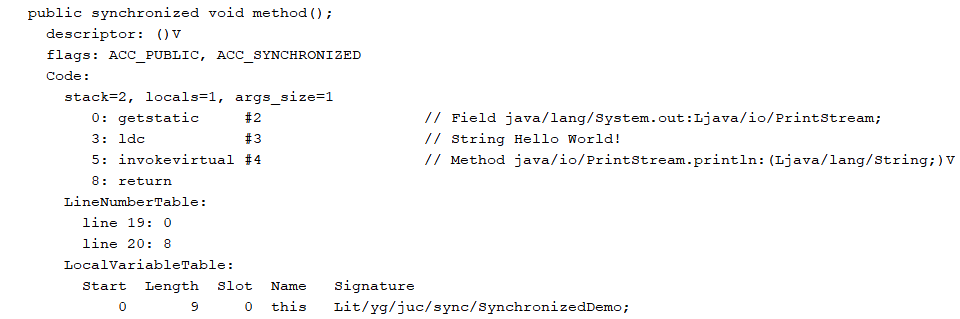 public synchronized void method();
descriptor: ()V
flags: ACC_PUBLIC, ACC_SYNCHRONIZED
Code:
stack=2, locals=1, args_size=1
0: getstatic #2 // Field java/lang/System.out:Ljava/io/PrintStream;
3: ldc #3 // String Hello World!
5: invokevirtual #4 // Method java/io/PrintStream.println:(Ljava/lang/String;)V
8: return
LineNumberTable:
line 19: 0
line 20: 8
LocalVariableTable:
Start Length Slot Name Signature
0 9 0 this Lit/yg/juc/sync/SynchronizedDemo;